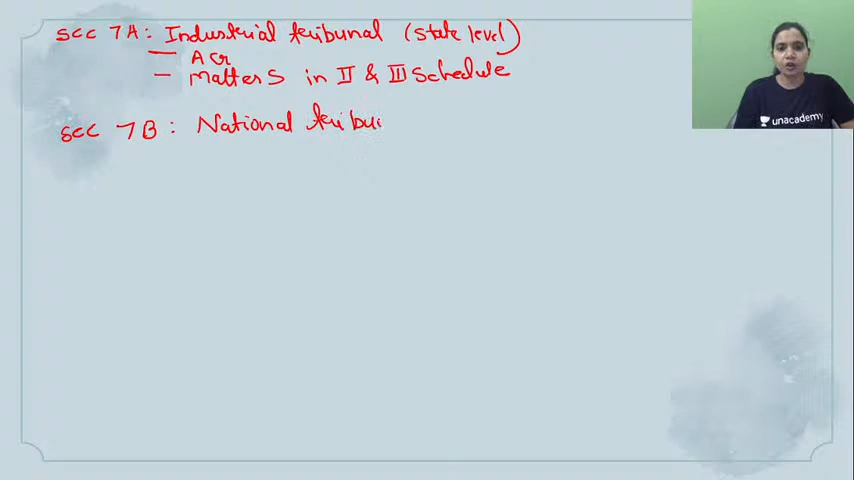 sec 7A: Industrial tribunal (state level)
— A Gr
— Matters in II & III Schedule
sec 7B: National tribu
unacademy